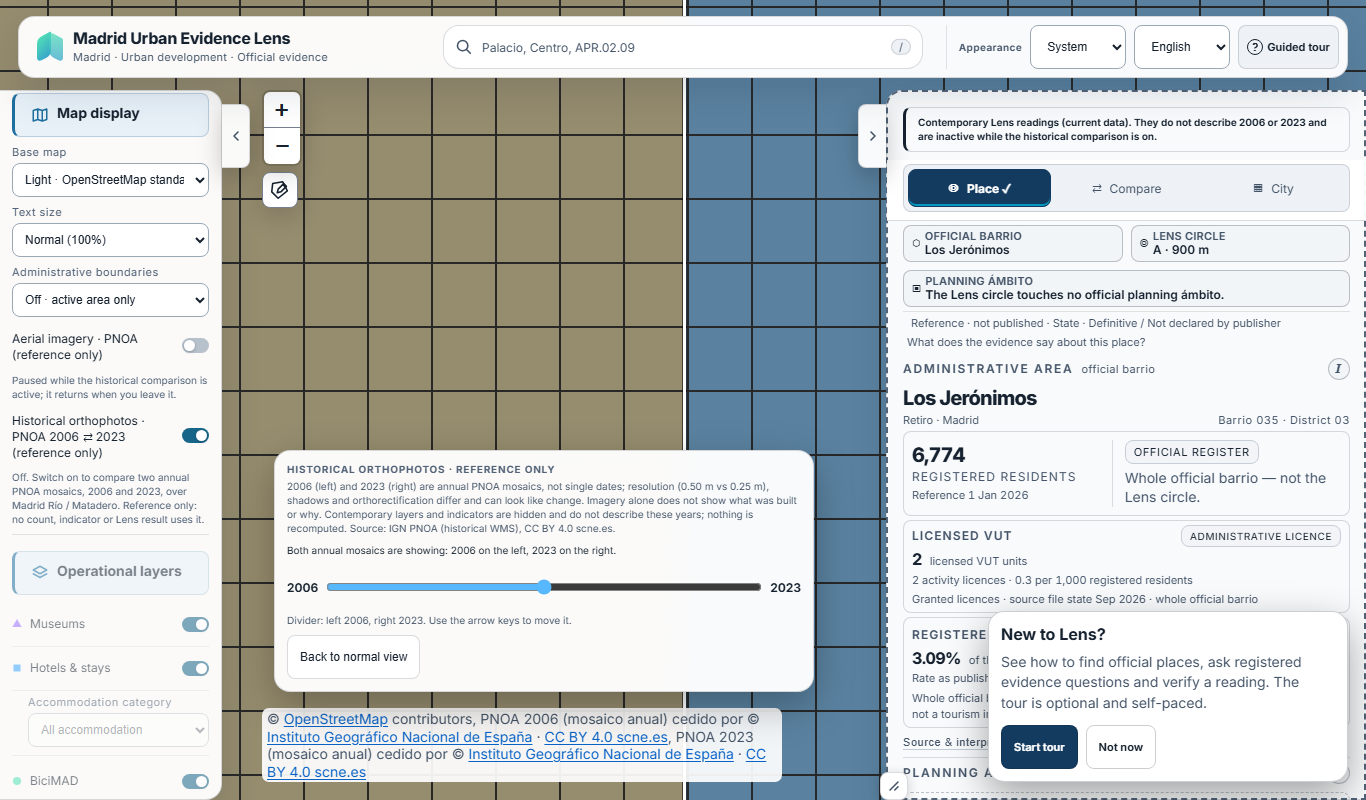 Madrid Urban Evidence Lens
Madrid · Urban development · Official evidence
Palacio, Centro, APR.02.09
/
Appearance
System
English
? Guided tour
Map display
Base map
Light · OpenStreetMap standa
Text size
Normal (100%)
Administrative boundaries
Off · active area only
Aerial imagery · PNOA
(reference only)
Paused while the historical comparison is
active; it returns when you leave it.
Historical orthophotos ·
PNOA 2006 ⇄ 2023
(reference only)
Off. Switch on to compare two annual
PNOA mosaics, 2006 and 2023, over
Madrid Río / Matadero. Reference only:
no count, indicator or Lens result uses it.
Operational layers
Museums
Hotels & stays
Accommodation category
All accommodation
BiciMAD
+
−
HISTORICAL ORTHOPHOTOS · REFERENCE ONLY
2006 (left) and 2023 (right) are annual PNOA mosaics, not single dates; resolution (0.50 m vs 0.25 m),
shadows and orthorectification differ and can look like change. Imagery alone does not show what was built
or why. Contemporary layers and indicators are hidden and do not describe these years; nothing is
recomputed. Source: IGN PNOA (historical WMS), CC BY 4.0 scne.es.
Both annual mosaics are showing: 2006 on the left, 2023 on the right.
2006
2023
Divider: left 2006, right 2023. Use the arrow keys to move it.
Back to normal view
© OpenStreetMap contributors, PNOA 2006 (mosaico anual) cedido por ©
Instituto Geográfico Nacional de España · CC BY 4.0 scne.es, PNOA 2023
(mosaico anual) cedido por © Instituto Geográfico Nacional de España · CC
BY 4.0 scne.es
Contemporary Lens readings (current data). They do not describe 2006 or 2023 and
are inactive while the historical comparison is on.
Place ✓
⇄ Compare
City
OFFICIAL BARRIO
Los Jerónimos
LENS CIRCLE
A · 900 m
PLANNING ÁMBITO
The Lens circle touches no official planning ámbito.
Reference · not published · State · Definitive / Not declared by publisher
What does the evidence say about this place?
ADMINISTRATIVE AREA official barrio
I
Los Jerónimos
Retiro · Madrid
Barrio 035 · District 03
6,774
REGISTERED RESIDENTS
Reference 1 Jan 2026
OFFICIAL REGISTER
Whole official barrio — not the
Lens circle.
LICENSED VUT
ADMINISTRATIVE LICENCE
2 licensed VUT units
2 activity licences · 0.3 per 1,000 registered residents
Granted licences · source file state Sep 2026 · whole official barrio
REGISTERE
3.09% of t
Rate as publish
Whole official
not a tourism i
Source & interp
PLANNING A
New to Lens?
See how to find official places, ask registered
evidence questions and verify a reading. The
tour is optional and self-paced.
Start tour
Not now